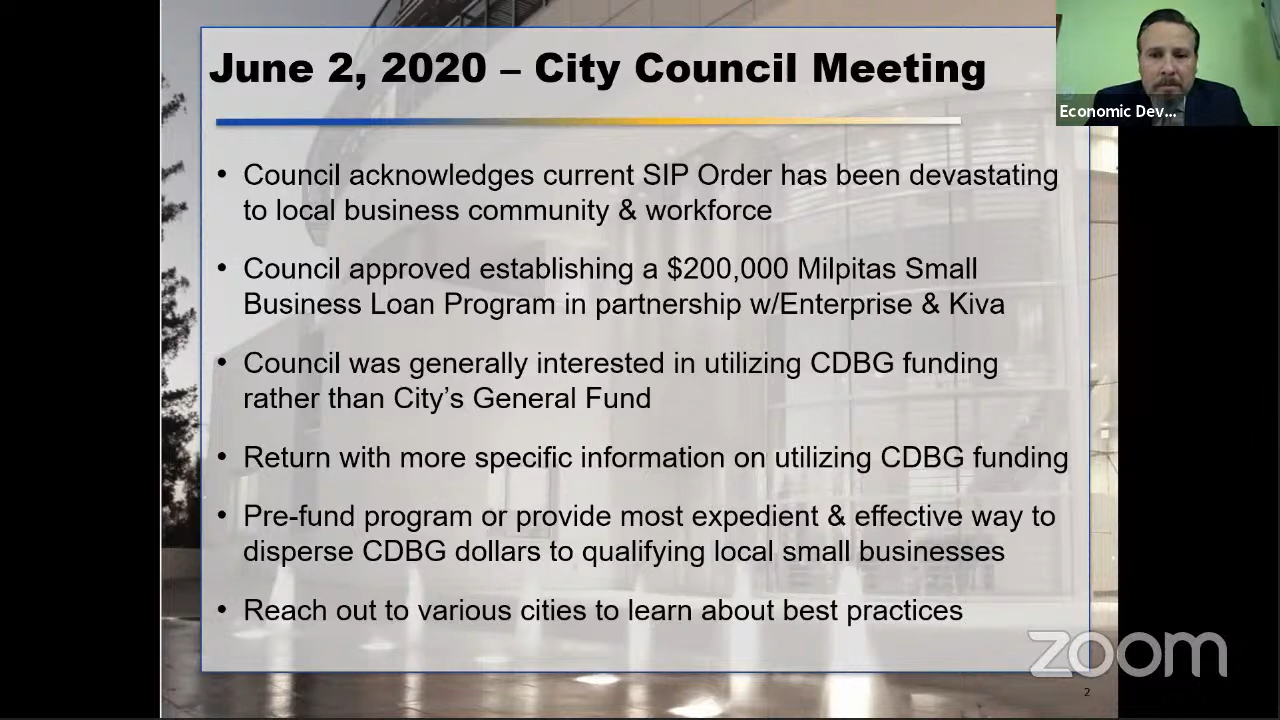 June 2, 2020 – City Council Meeting
Economic Dev...
• Council acknowledges current SIP Order has been devastating
to local business community & workforce
• Council approved establishing a $200,000 Milpitas Small
Business Loan Program in partnership w/Enterprise & Kiva
• Council was generally interested in utilizing CDBG funding
rather than City’s General Fund
• Return with more specific information on utilizing CDBG funding
• Pre-fund program or provide most expedient & effective way to
disperse CDBG dollars to qualifying local small businesses
• Reach out to various cities to learn about best practices
zoom
2